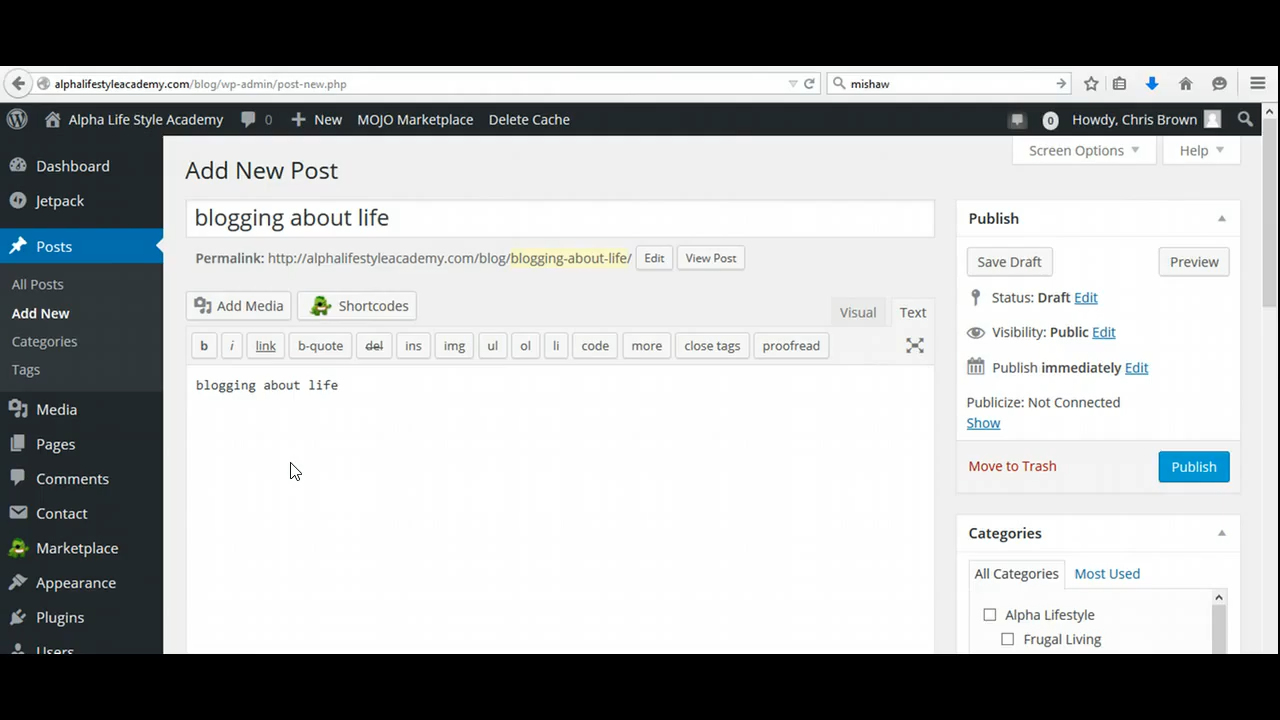 alphalifestyleacademy.com/blog/wp-admin/post-new.php
mishaw
Alpha Life Style Academy
0
New
MOJO Marketplace
Delete Cache
0
Howdy, Chris Brown
Dashboard
Jetpack
Posts
All Posts
Add New
Categories
Tags
Media
Pages
Comments
Contact
Marketplace
Appearance
Plugins
Users
Screen Options
Help
Add New Post
blogging about life
Permalink: http://alphalifestyleacademy.com/blog/blogging-about-life/
Edit
View Post
Add Media
Shortcodes
Visual
Text
b
i
link
b-quote
del
ins
img
ul
ol
li
code
more
close tags
proofread
blogging about life
Publish
Save Draft
Preview
Status: Draft Edit
Visibility: Public Edit
Publish immediately Edit
Publicize: Not Connected
Show
Move to Trash
Publish
Categories
All Categories
Most Used
Alpha Lifestyle
Frugal Living